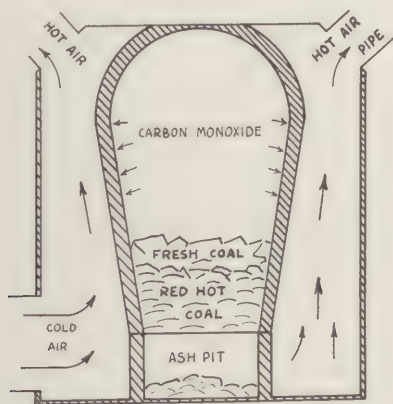 HOT AIR
HOT AIR
PIPE
CARBON MONOXIDE
FRESH COAL
RED HOT
COAL
COLD
AIR
ASH PIT